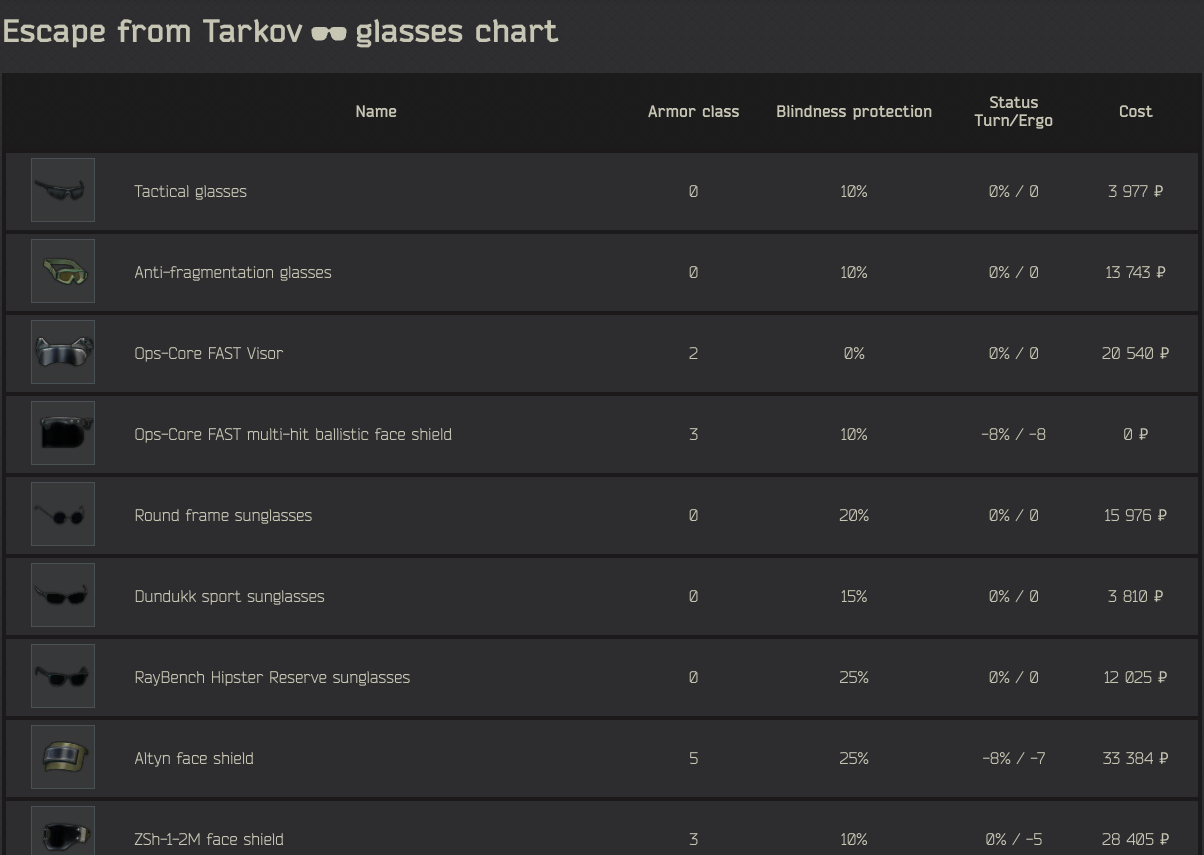 Escape from Tarkov 🕶 glasses chart
Name Armor class Blindness protection Status Turn/Ergo Cost
Tactical glasses 0 10% 0% / 0 3 977 ₽
Anti-fragmentation glasses 0 10% 0% / 0 13 743 ₽
Ops-Core FAST Visor 2 0% 0% / 0 20 540 ₽
Ops-Core FAST multi-hit ballistic face shield 3 10% -8% / -8 0 ₽
Round frame sunglasses 0 20% 0% / 0 15 976 ₽
Dundukk sport sunglasses 0 15% 0% / 0 3 810 ₽
RayBench Hipster Reserve sunglasses 0 25% 0% / 0 12 025 ₽
Altyn face shield 5 25% -8% / -7 33 384 ₽
ZSh-1-2M face shield 3 10% 0% / -5 28 405 ₽